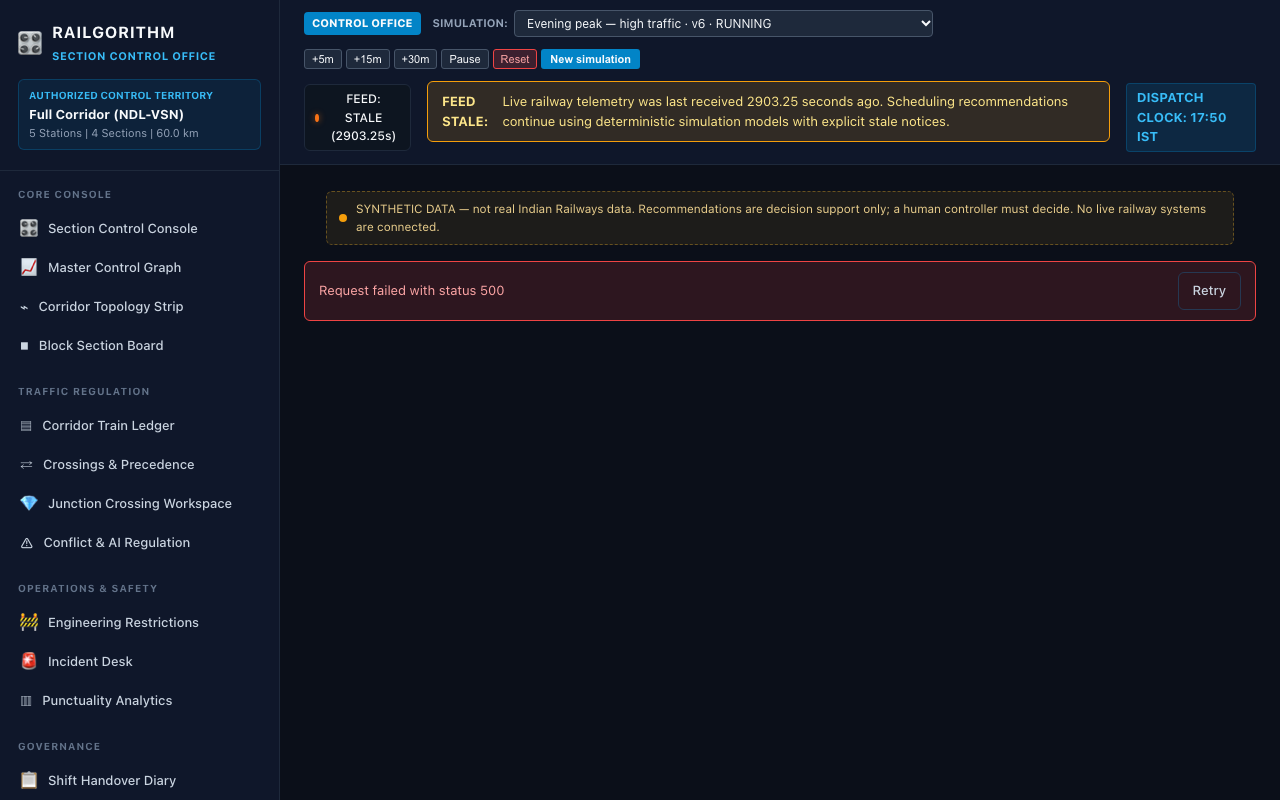 RAILGORITHM
SECTION CONTROL OFFICE
AUTHORIZED CONTROL TERRITORY
Full Corridor (NDL-VSN)
5 Stations | 4 Sections | 60.0 km
CORE CONSOLE
Section Control Console
Master Control Graph
Corridor Topology Strip
Block Section Board
TRAFFIC REGULATION
Corridor Train Ledger
Crossings & Precedence
Junction Crossing Workspace
Conflict & AI Regulation
OPERATIONS & SAFETY
Engineering Restrictions
Incident Desk
Punctuality Analytics
GOVERNANCE
Shift Handover Diary
CONTROL OFFICE SIMULATION: Evening peak — high traffic · v6 · RUNNING
+5m +15m +30m Pause Reset New simulation
FEED:
STALE
(2903.25s)
FEED
STALE:
Live railway telemetry was last received 2903.25 seconds ago. Scheduling recommendations
continue using deterministic simulation models with explicit stale notices.
DISPATCH
CLOCK: 17:50
IST
SYNTHETIC DATA — not real Indian Railways data. Recommendations are decision support only; a human controller must decide. No live railway systems
are connected.
Request failed with status 500
Retry